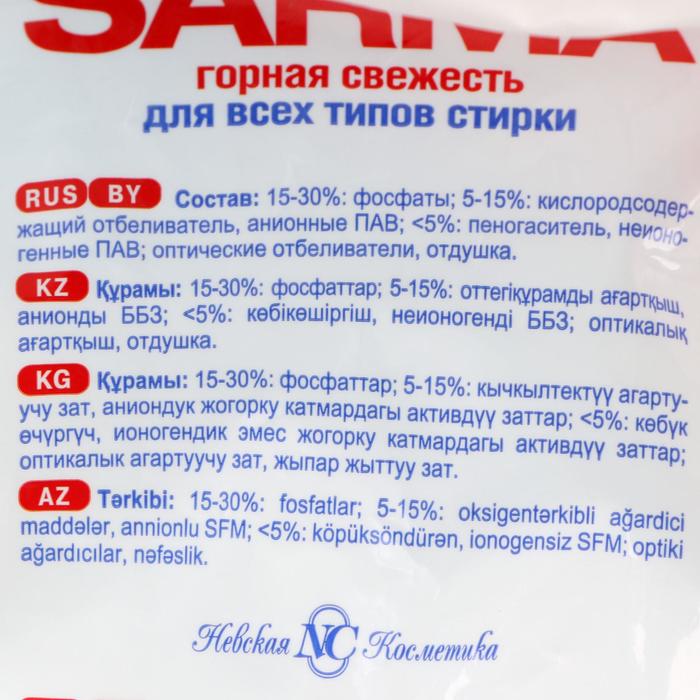 SARMA
горная свежесть
для всех типов стирки
RUS BY Состав: 15-30%: фосфаты; 5-15%: кислородсодер-
жащий отбеливатель, анионные ПАВ; <5%: пеногаситель, неионо-
генные ПАВ; оптические отбеливатели, отдушка.
KZ Құрамы: 15-30%: фосфаттар; 5-15%: оттегіқұрамды ағартқыш,
анионды ББЗ; <5%: көбікөшіргіш, неионогенді ББЗ; оптикалық
ағартқыш, отдушка.
KG Құрамы: 15-30%: фосфаттар; 5-15%: кычкылтектүү агарту-
учу зат, аниондук жогорку катмардагы активдүү заттар; <5%: көбүк
өчүргүч, ионогендик эмес жогорку катмардагы активдүү заттар;
оптикалык агартуучу зат, жыпар жыттуу зат.
AZ Tərkibi: 15-30%: fosfatlar; 5-15%: oksigentərkibli ağardici
maddələr, annionlu SFM; <5%: köpüksöndürən, ionogensiz SFM; optiki
ağardıcılar, nəfəslik.
Невская NC Косметика